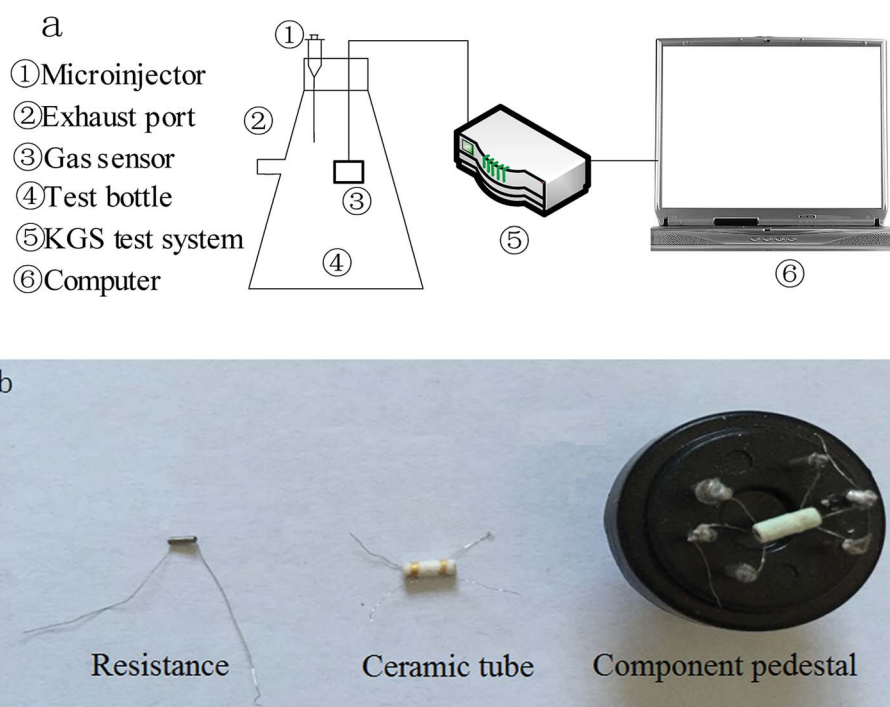 a
①Microinjector
②Exhaust port
③Gas sensor
④Test bottle
⑤KGS test system
⑥Computer
①
②
③
④
⑤
⑥
b
Resistance Ceramic tube Component pedestal